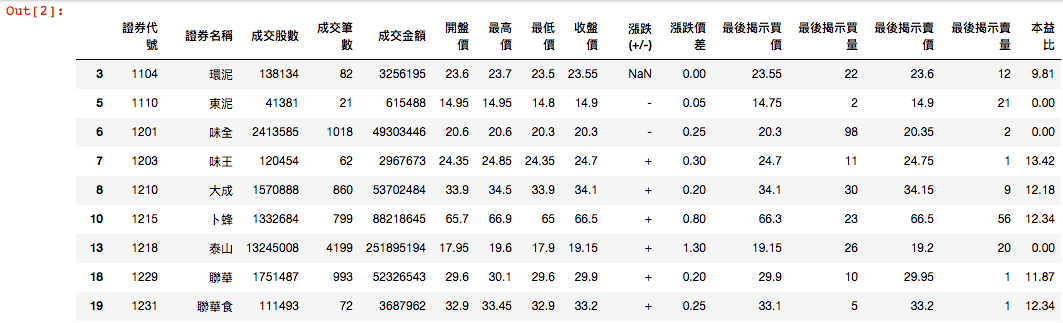 Out[2]:
證券代號 證券名稱 成交股數 成交筆數 成交金額 開盤價 最高價 最低價 收盤價 漲跌(+/-) 漲跌價差 最後揭示買價 最後揭示買量 最後揭示賣價 最後揭示賣量 本益比
3 1104 環泥 138134 82 3256195 23.6 23.7 23.5 23.55 NaN 0.00 23.55 22 23.6 12 9.81
5 1110 東泥 41381 21 615488 14.95 14.95 14.8 14.9 - 0.05 14.75 2 14.9 21 0.00
6 1201 味全 2413585 1018 49303446 20.6 20.6 20.3 20.3 - 0.25 20.3 98 20.35 2 0.00
7 1203 味王 120454 62 2967673 24.35 24.85 24.35 24.7 + 0.30 24.7 11 24.75 1 13.42
8 1210 大成 1570888 860 53702484 33.9 34.5 33.9 34.1 + 0.20 34.1 30 34.15 9 12.18
10 1215 卜蜂 1332684 799 88218645 65.7 66.9 65 66.5 + 0.80 66.3 23 66.5 56 12.34
13 1218 泰山 13245008 4199 251895194 17.95 19.6 17.9 19.15 + 1.30 19.15 26 19.2 20 0.00
18 1229 聯華 1751487 993 52326543 29.6 30.1 29.6 29.9 + 0.20 29.9 10 29.95 1 11.87
19 1231 聯華食 111493 72 3687962 32.9 33.45 32.9 33.2 + 0.25 33.1 5 33.2 1 12.34